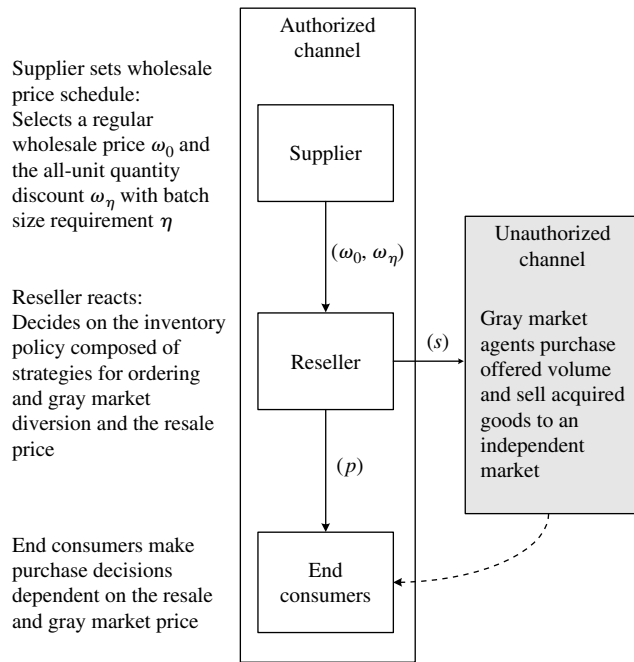 Authorized
channel
Supplier sets wholesale
price schedule:
Selects a regular
wholesale price ω0 and
the all-unit quantity
discount ωη with batch
size requirement η
Supplier
(ω0, ωη)
Unauthorized
channel
Gray market
agents purchase
offered volume
and sell acquired
goods to an
independent
market
Reseller reacts:
Decides on the inventory
policy composed of
strategies for ordering
and gray market
diversion and the resale
price
Reseller
(s)
(p)
End consumers make
purchase decisions
dependent on the resale
and gray market price
End
consumers